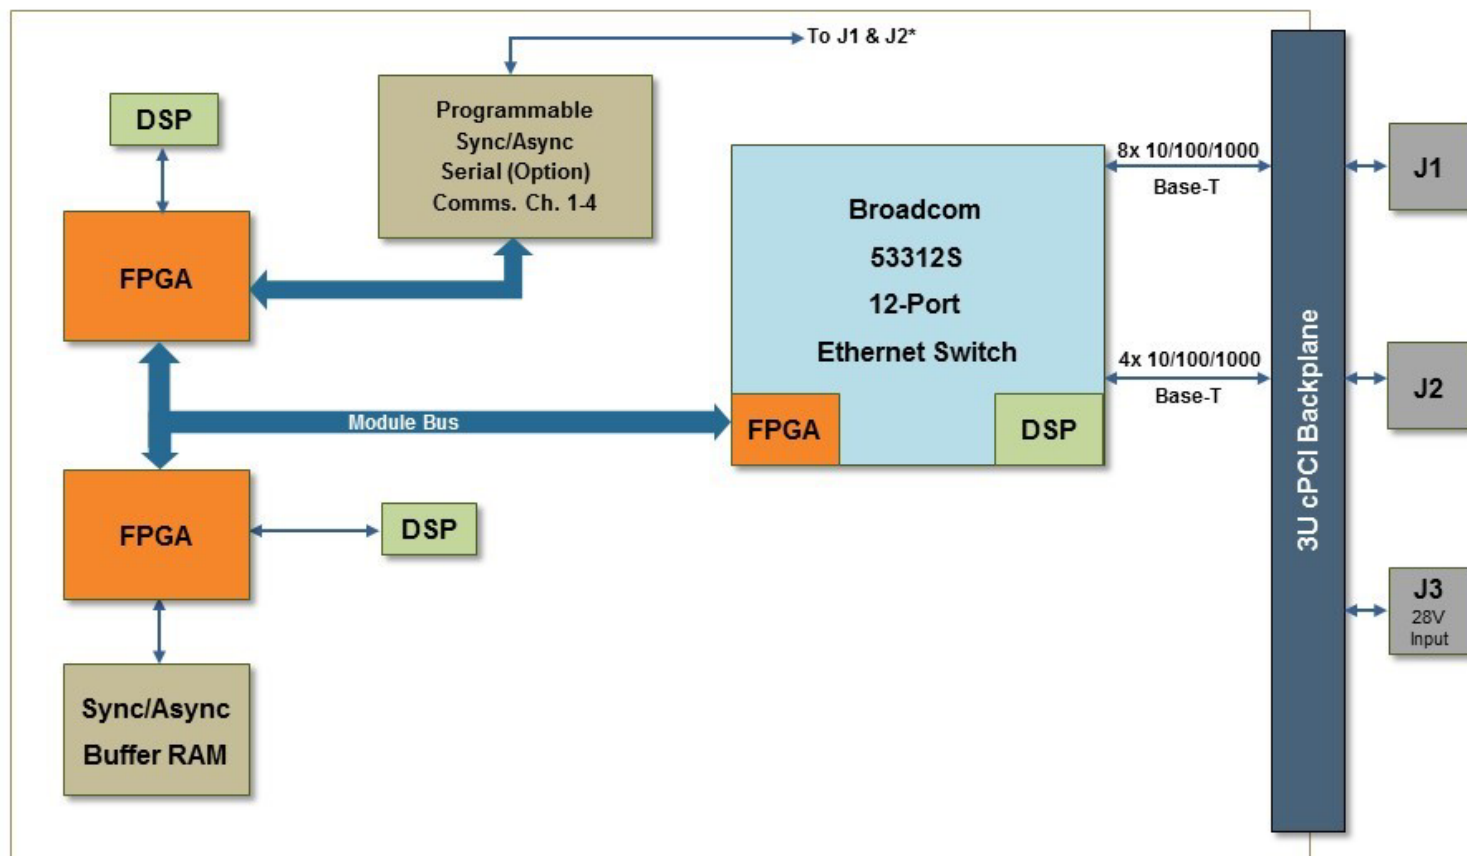 To J1 & J2*
DSP
Programmable
Sync/Async
Serial (Option)
Comms. Ch. 1-4
FPGA
Broadcom
53312S
12-Port
Ethernet Switch
FPGA
DSP
8x 10/100/1000
Base-T
4x 10/100/1000
Base-T
3U cPCI Backplane
J1
J2
J3
28V
Input
Module Bus
FPGA
DSP
Sync/Async
Buffer RAM